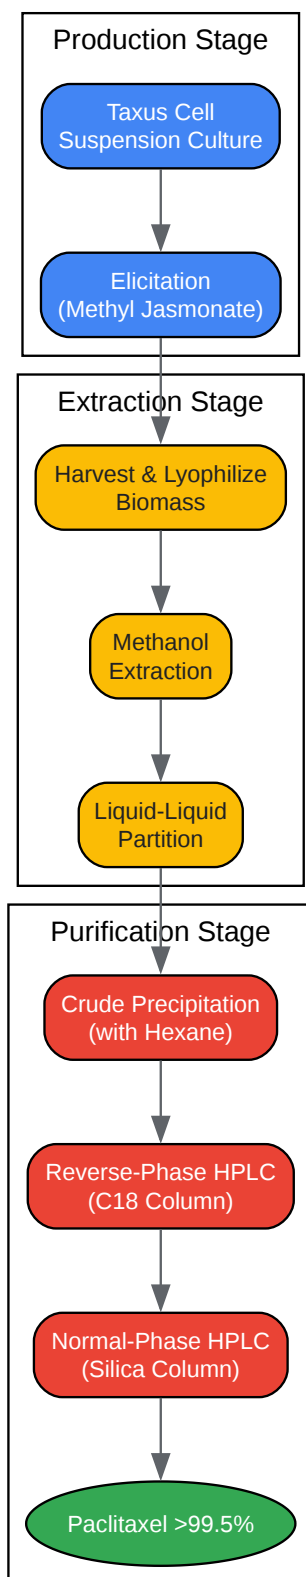 Production Stage
Taxus Cell
Suspension Culture
Elicitation
(Methyl Jasmonate)
Extraction Stage
Harvest & Lyophilize
Biomass
Methanol
Extraction
Liquid-Liquid
Partition
Purification Stage
Crude Precipitation
(with Hexane)
Reverse-Phase HPLC
(C18 Column)
Normal-Phase HPLC
(Silica Column)
Paclitaxel >99.5%